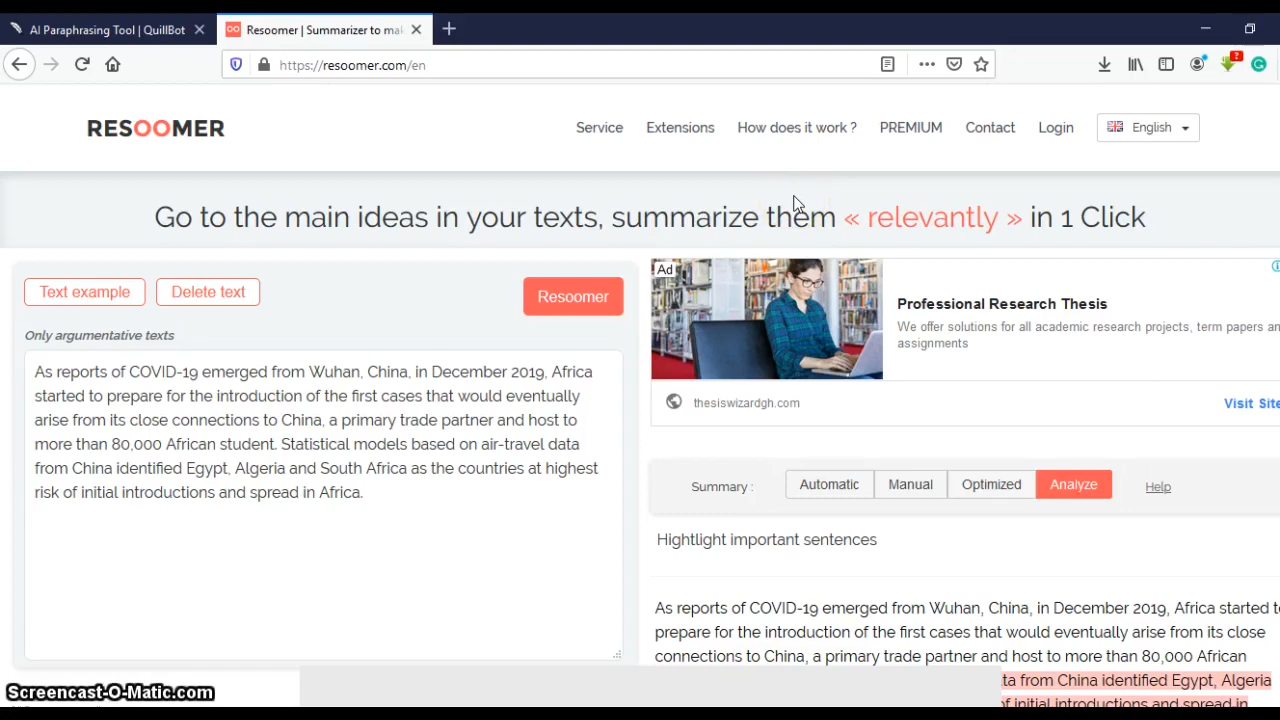 AI Paraphrasing Tool | QuillBot
Resoomer | Summarizer to mak
https://resoomer.com/en
?
RESOOMER
Service Extensions How does it work ? PREMIUM Contact Login English
Go to the main ideas in your texts, summarize them « relevantly » in 1 Click
Text example Delete text Resoomer
Only argumentative texts
As reports of COVID-19 emerged from Wuhan, China, in December 2019, Africa
started to prepare for the introduction of the first cases that would eventually
arise from its close connections to China, a primary trade partner and host to
more than 80,000 African student. Statistical models based on air-travel data
from China identified Egypt, Algeria and South Africa as the countries at highest
risk of initial introductions and spread in Africa.
Ad
Professional Research Thesis
We offer solutions for all academic research projects, term papers an
assignments
thesiswizardgh.com
Visit Site
Summary :
Automatic Manual Optimized Analyze Help
Hightlight important sentences
As reports of COVID-19 emerged from Wuhan, China, in December 2019, Africa started to
prepare for the introduction of the first cases that would eventually arise from its close
connections to China, a primary trade partner and host to more than 80,000 African
ta from China identified Egypt, Algeria
of initial introductions and spread in
Screencast-O-Matic.com